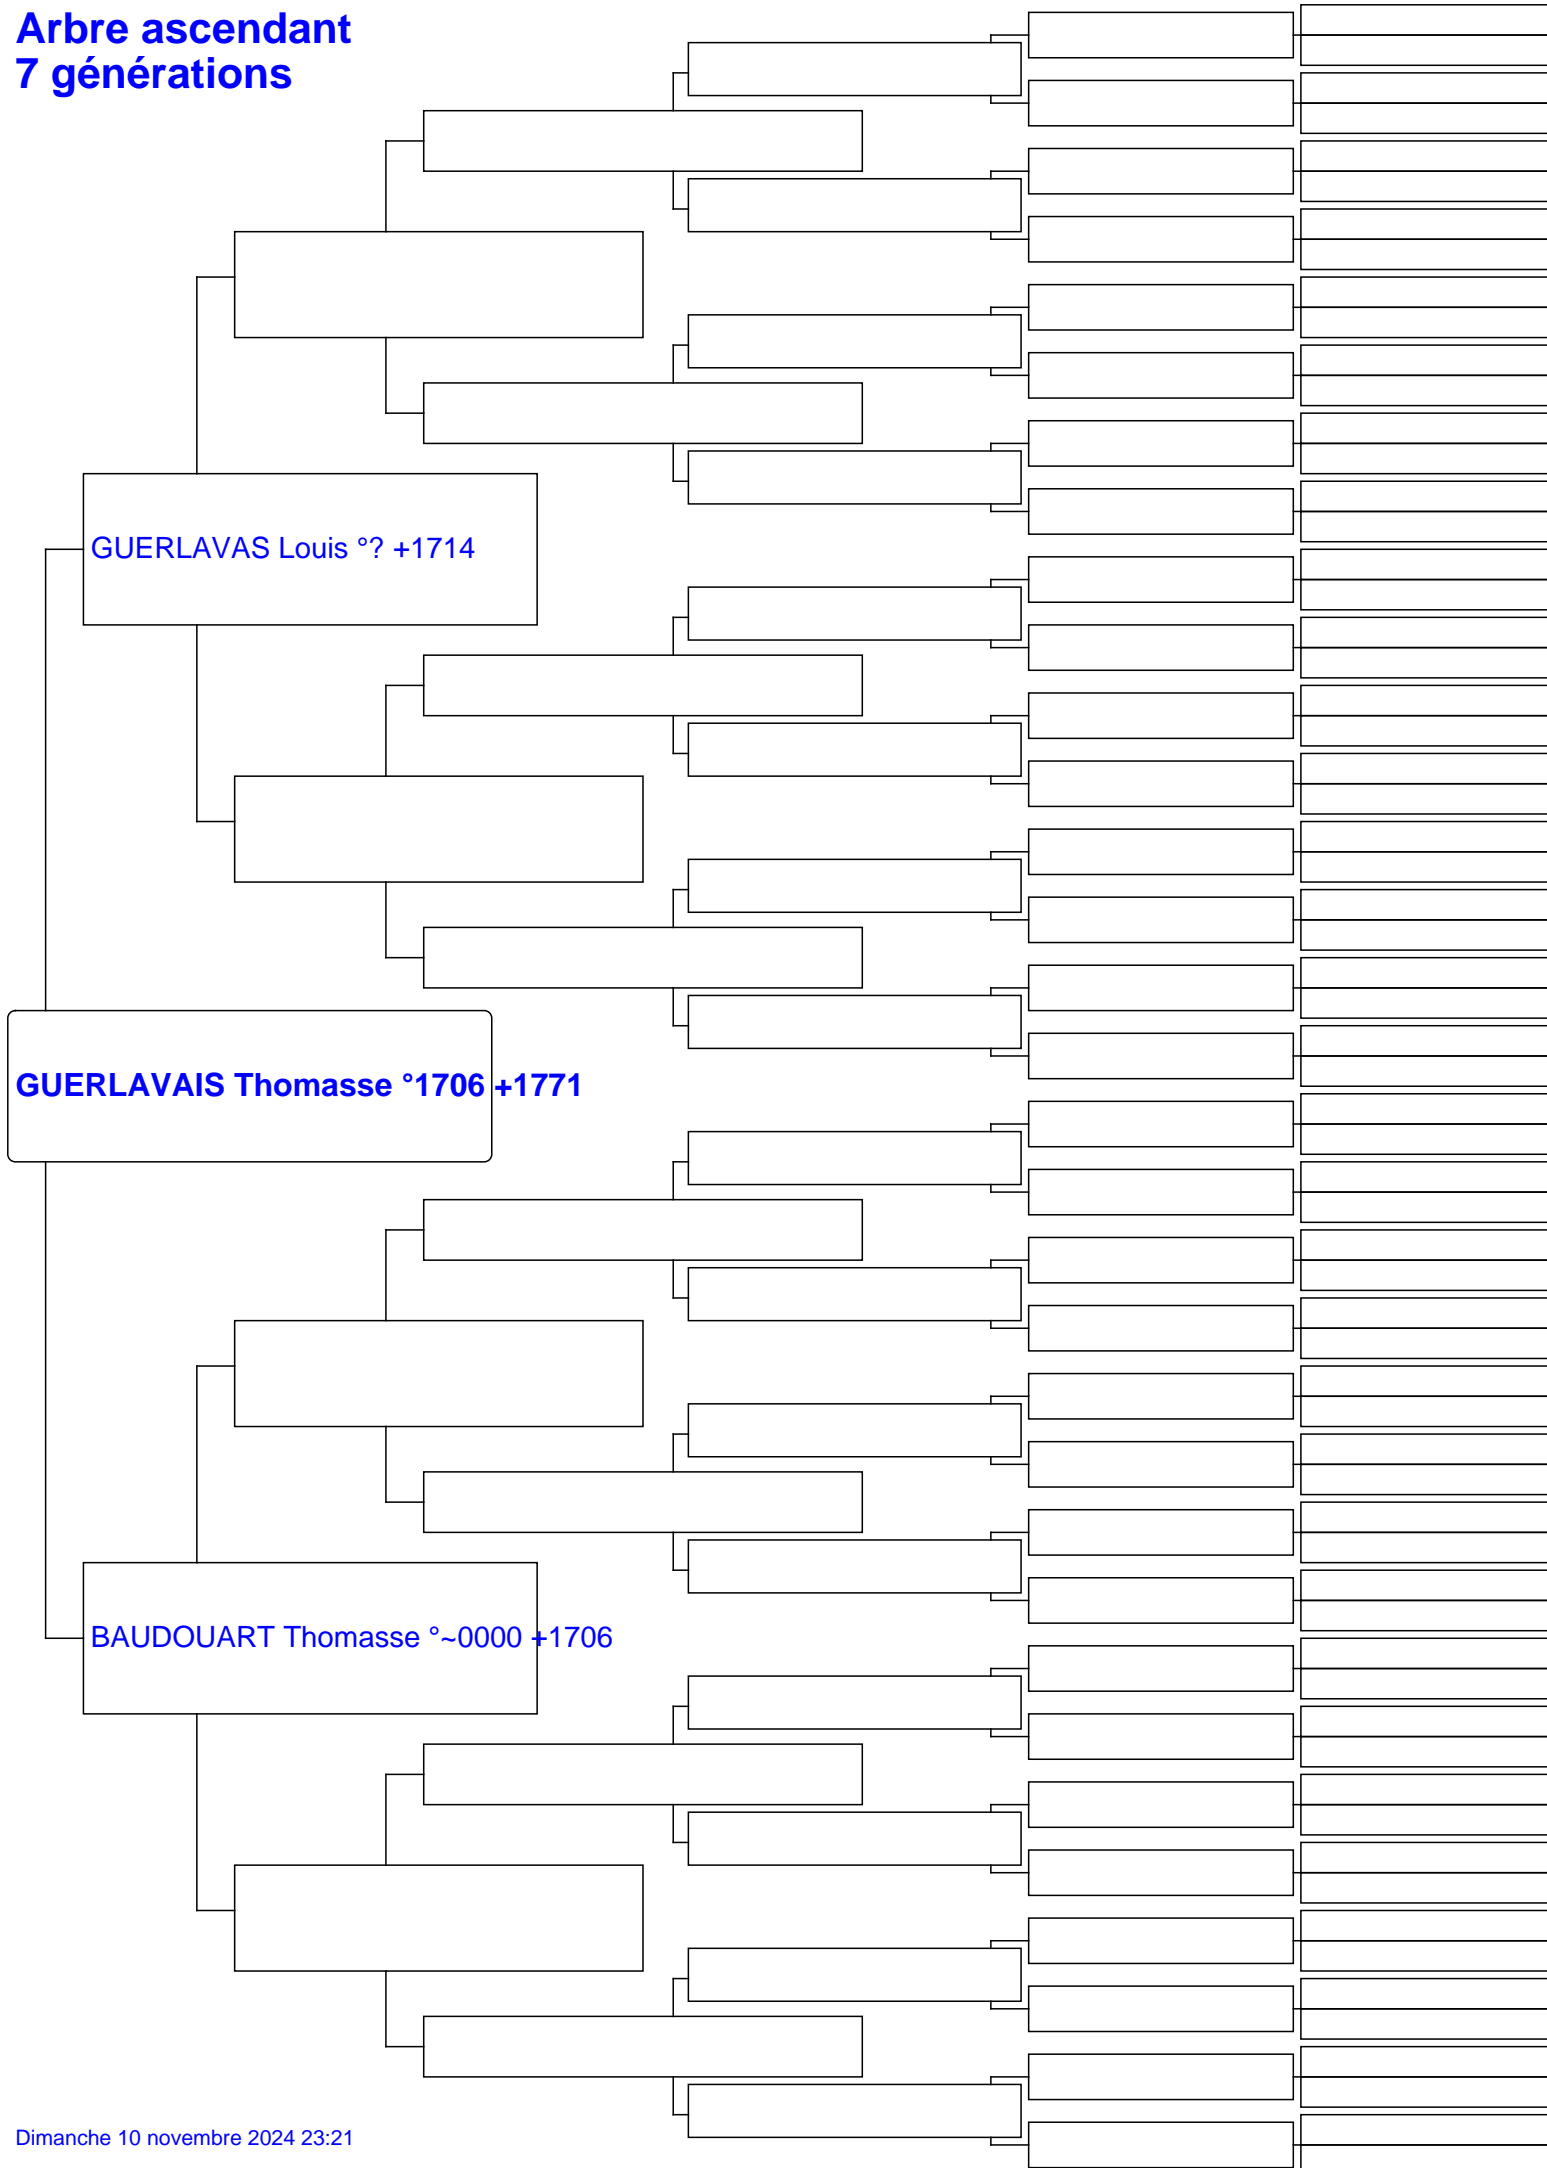 Arbre ascendant
7 générations
GUERLAVAS Louis °? +1714
GUERLAVAIS Thomasse °1706 +1771
BAUDOUART Thomasse °~0000 +1706
Dimanche 10 novembre 2024 23:21